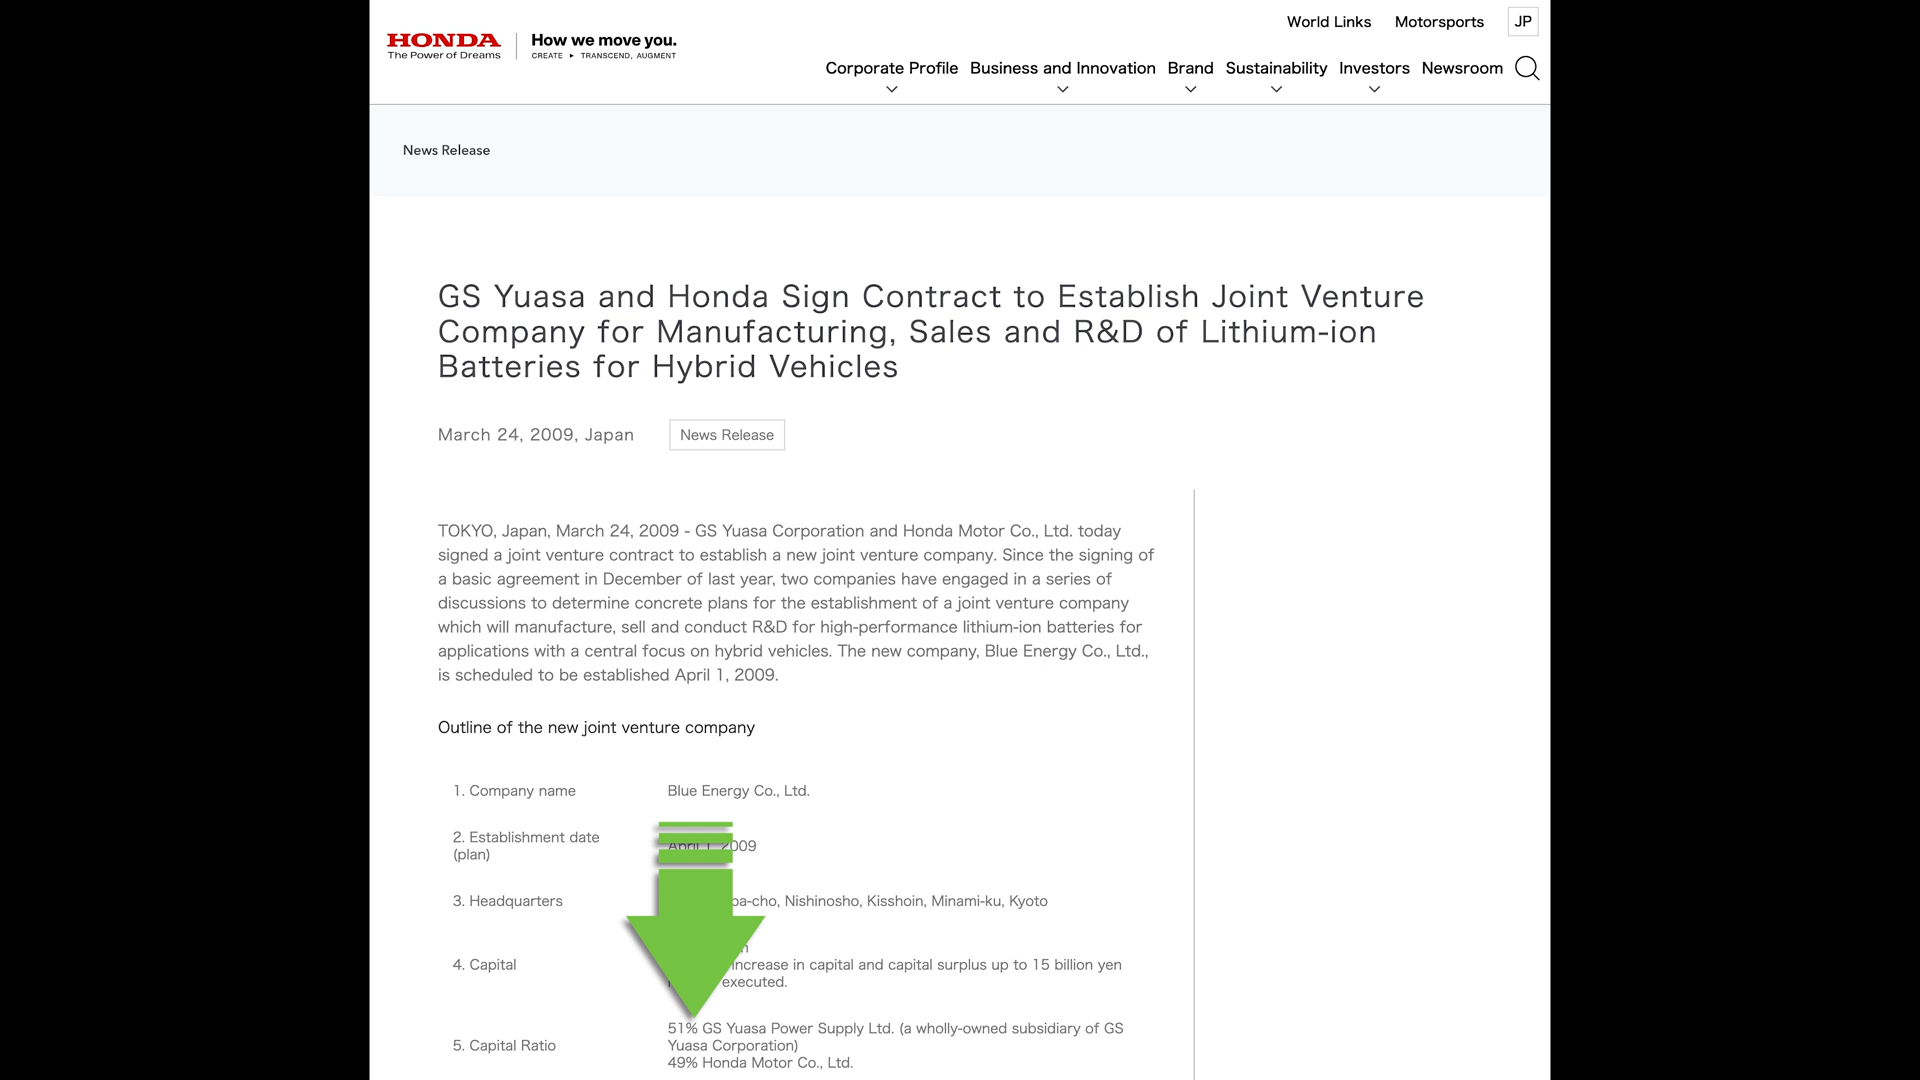 World Links Motorsports JP
HONDA
The Power of Dreams
How we move you.
CREATE ▸ TRANSCEND, AUGMENT
Corporate Profile Business and Innovation Brand Sustainability Investors Newsroom
News Release
GS Yuasa and Honda Sign Contract to Establish Joint Venture
Company for Manufacturing, Sales and R&D of Lithium-ion
Batteries for Hybrid Vehicles
March 24, 2009, Japan News Release
TOKYO, Japan, March 24, 2009 - GS Yuasa Corporation and Honda Motor Co., Ltd. today
signed a joint venture contract to establish a new joint venture company. Since the signing of
a basic agreement in December of last year, two companies have engaged in a series of
discussions to determine concrete plans for the establishment of a joint venture company
which will manufacture, sell and conduct R&D for high-performance lithium-ion batteries for
applications with a central focus on hybrid vehicles. The new company, Blue Energy Co., Ltd.,
is scheduled to be established April 1, 2009.
Outline of the new joint venture company
1. Company name Blue Energy Co., Ltd.
2. Establishment date
(plan)
April 1, 2009
3. Headquarters Nishinosho, Kisshoin, Minami-ku, Kyoto
4. Capital
increase in capital and capital surplus up to 15 billion yen
executed.
5. Capital Ratio
51% GS Yuasa Power Supply Ltd. (a wholly-owned subsidiary of GS
Yuasa Corporation)
49% Honda Motor Co., Ltd.